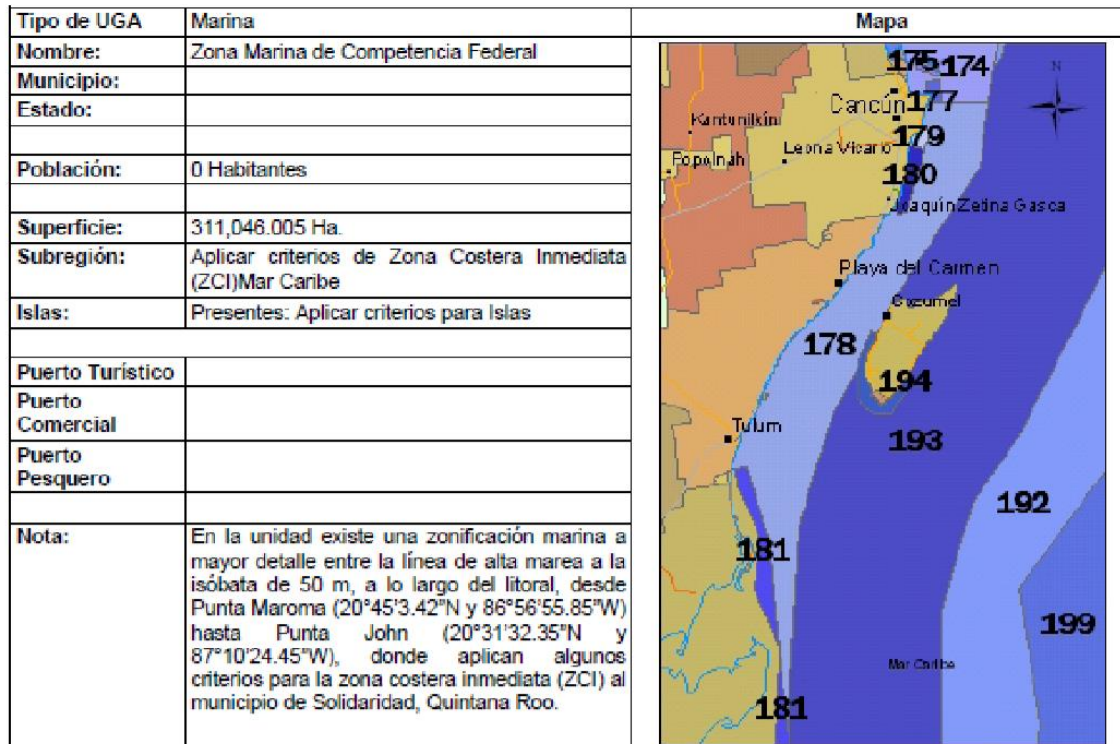 Tipo de UGA Marina
Nombre: Zona Marina de Competencia Federal
Municipio:
Estado:
Población: 0 Habitantes
Superficie: 311,046.005 Ha.
Subregión: Aplicar criterios de Zona Costera Inmediata
(ZCI)Mar Caribe
Islas: Presentes: Aplicar criterios para Islas
Puerto Turístico
Puerto
Comercial
Puerto
Pesquero
Nota: En la unidad existe una zonificación marina a
mayor detalle entre la línea de alta marea a la
isóbata de 50 m, a lo largo del litoral, desde
Punta Maroma (20°45'3.42"N y 86°56'55.85"W)
hasta Punta John (20°31'32.35"N y
87°10'24.45"W), donde aplican algunos
criterios para la zona costera inmediata (ZCI) al
municipio de Solidaridad, Quintana Roo.
Mapa
175 174
N
Cancún 177
Kantunilkín
179
Leona Vicario
Popolnah
180
Joaquín Zetina Gasca
Playa del Carmen
Cozumel
178
194
Tulum
193
192
181
199
Mar Caribe
181